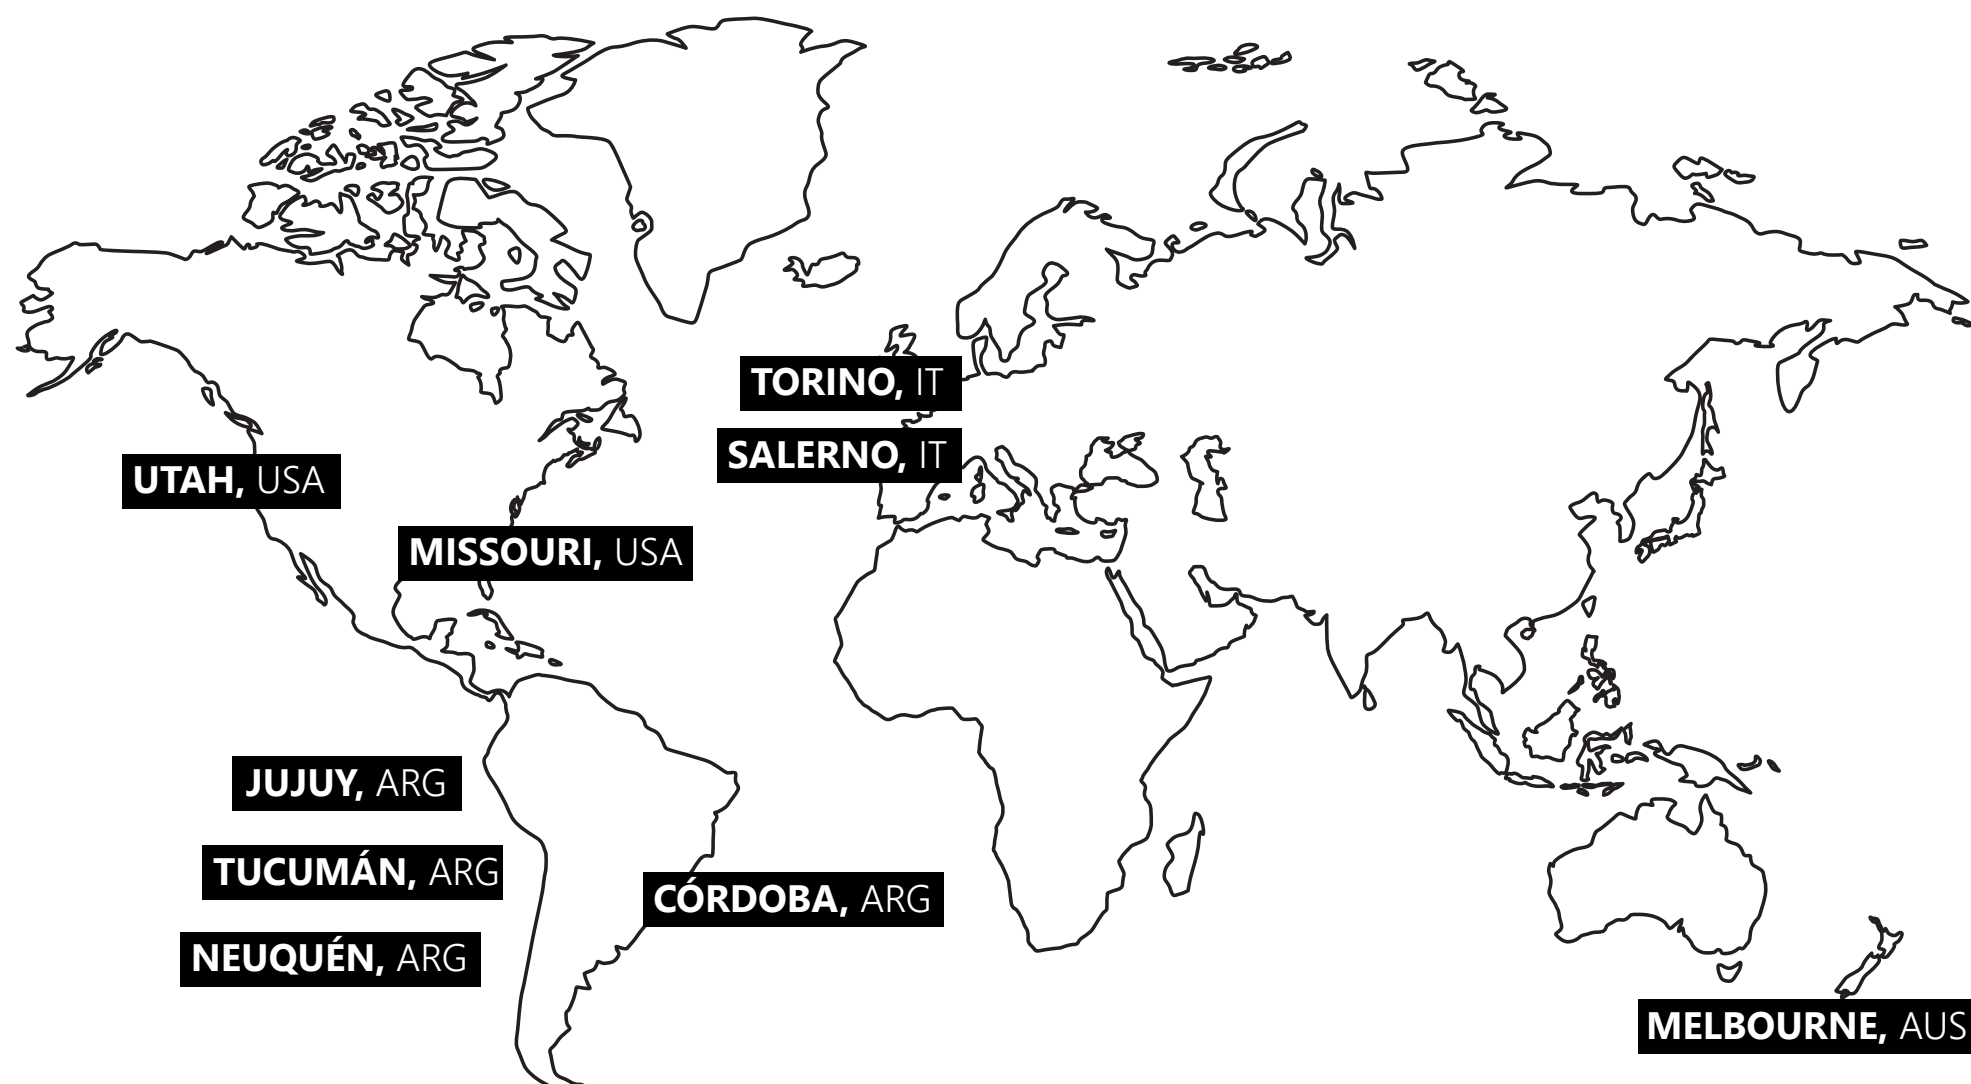 TORINO, IT
SALERNO, IT
UTAH, USA
MISSOURI, USA
JUJUY, ARG
TUCUMÁN, ARG
CÓRDOBA, ARG
NEUQUÉN, ARG
MELBOURNE, AUS